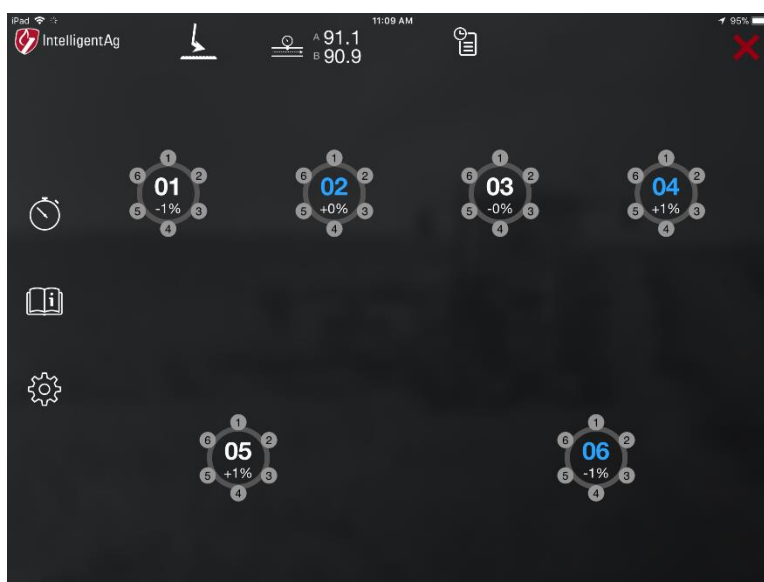 iPad 11:09 AM 95%
IntelligentAg
A 91.1
B 90.9
1 1 1 1
6 2 6 2 6 2 6 2
01 02 03 04
-1% +0% -0% +1%
5 3 5 3 5 3 5 3
4 4 4 4
i
1 1
6 2 6 2
05 06
+1% -1%
5 3 5 3
4 4